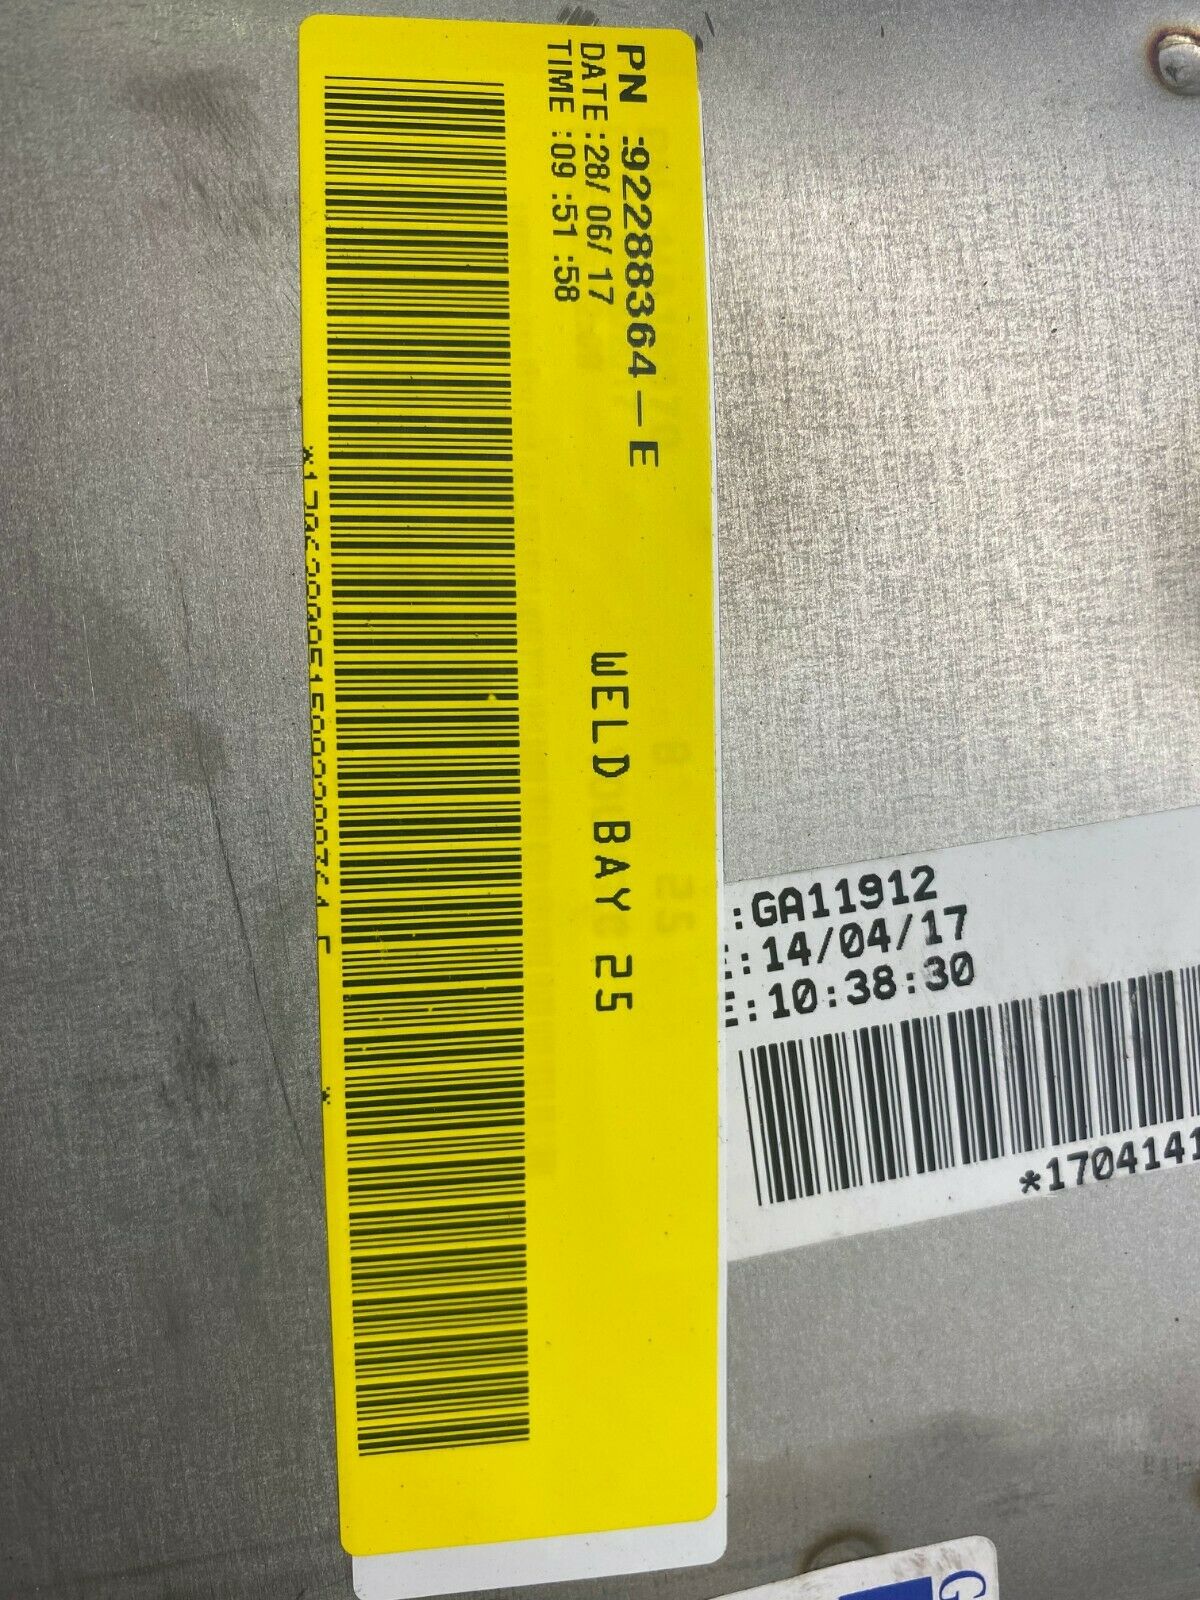 PN :92288364-E
DATE :28/06/17
TIME :09:51:58
WELD BAY 25
:GA11912
E:14/04/17
E:10:38:30
*1704141
G